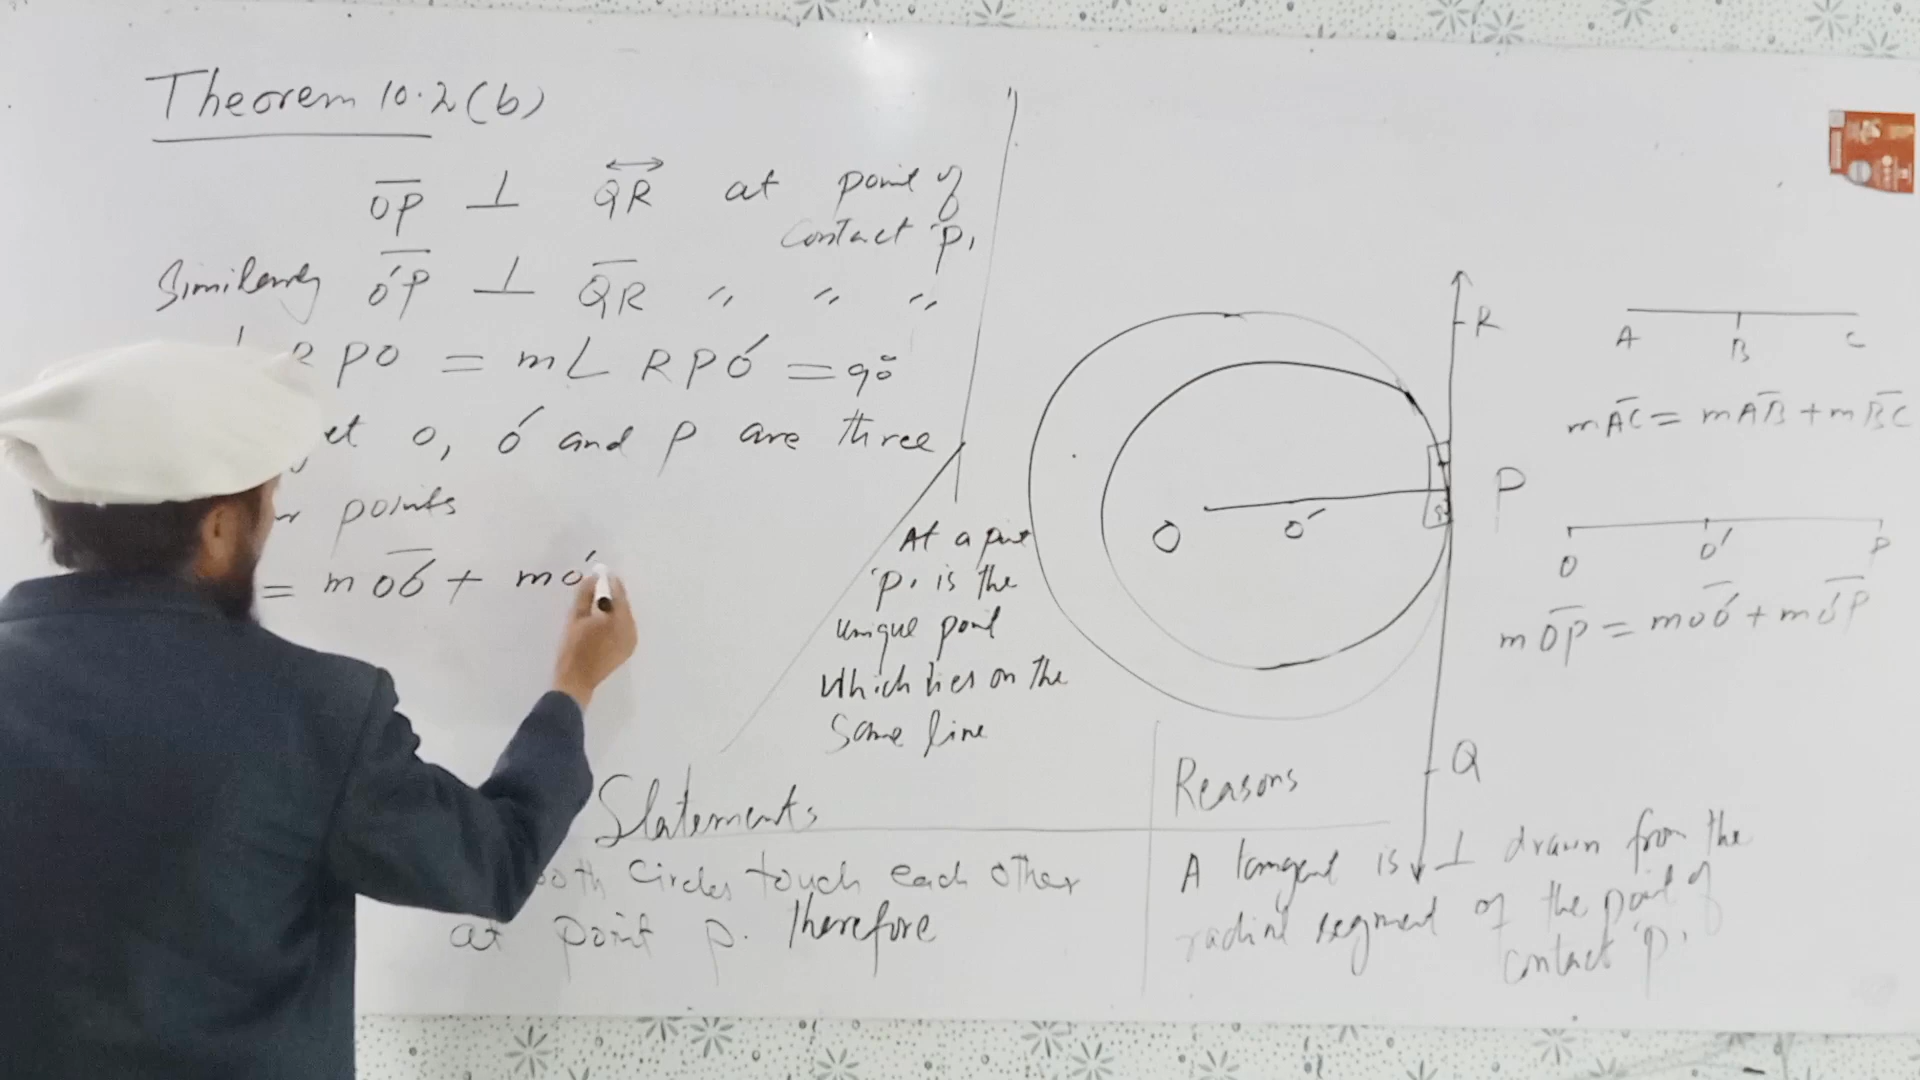 Theorem 10.2(b)
OP ⊥ QR at point of
contact 'P'
Similarly O'P ⊥ QR " " "
RPO = m∠ RPO' = 90°
O, O' and P are three
points
= mOO' + mO'
At a point
'P' is the
unique point
which lies on the
same line
Statements
both circles touch each other
at point P. Therefore
Reasons
A tangent is ⊥ drawn from the
radial segment of the point of
contact 'P'
R
P
Q
O
O'
A B C
mAC = mAB + mBC
O O' P
mOP = mOO' + mO'P